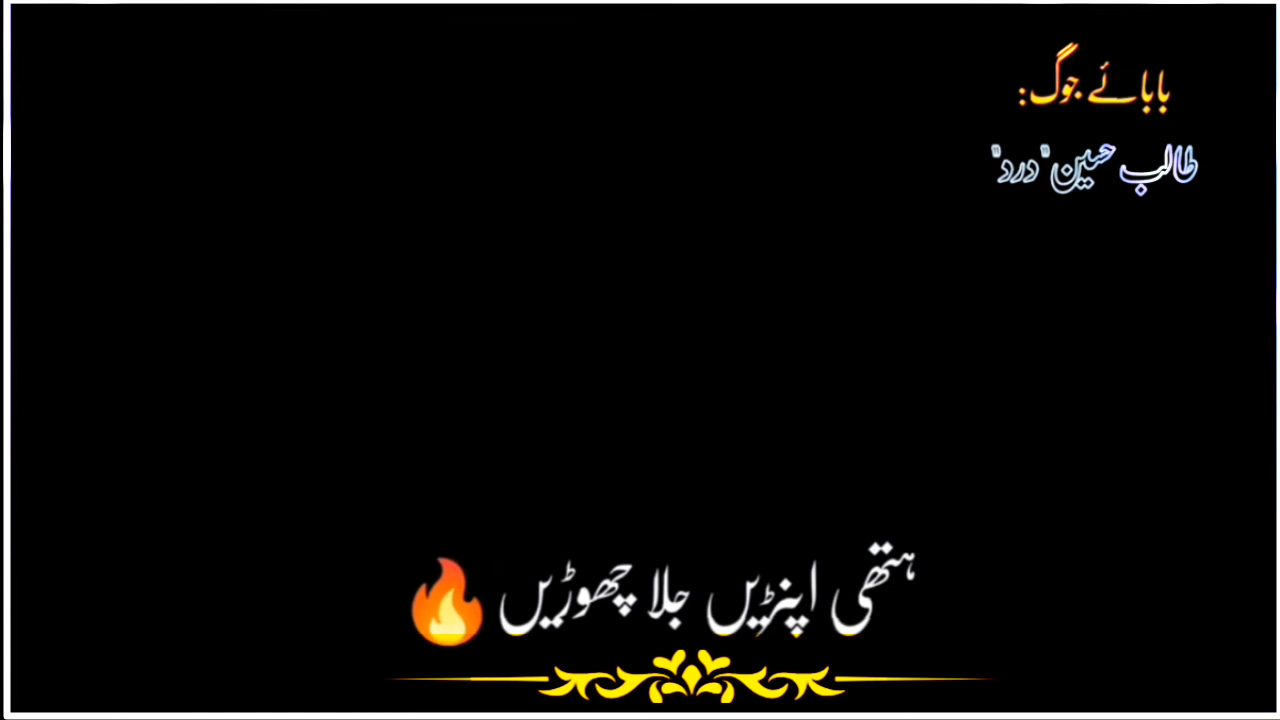 بابائے جوگ:
طالب حسین "درد"
ہتھی اپنڑیں جلا چھوڑیں 🔥